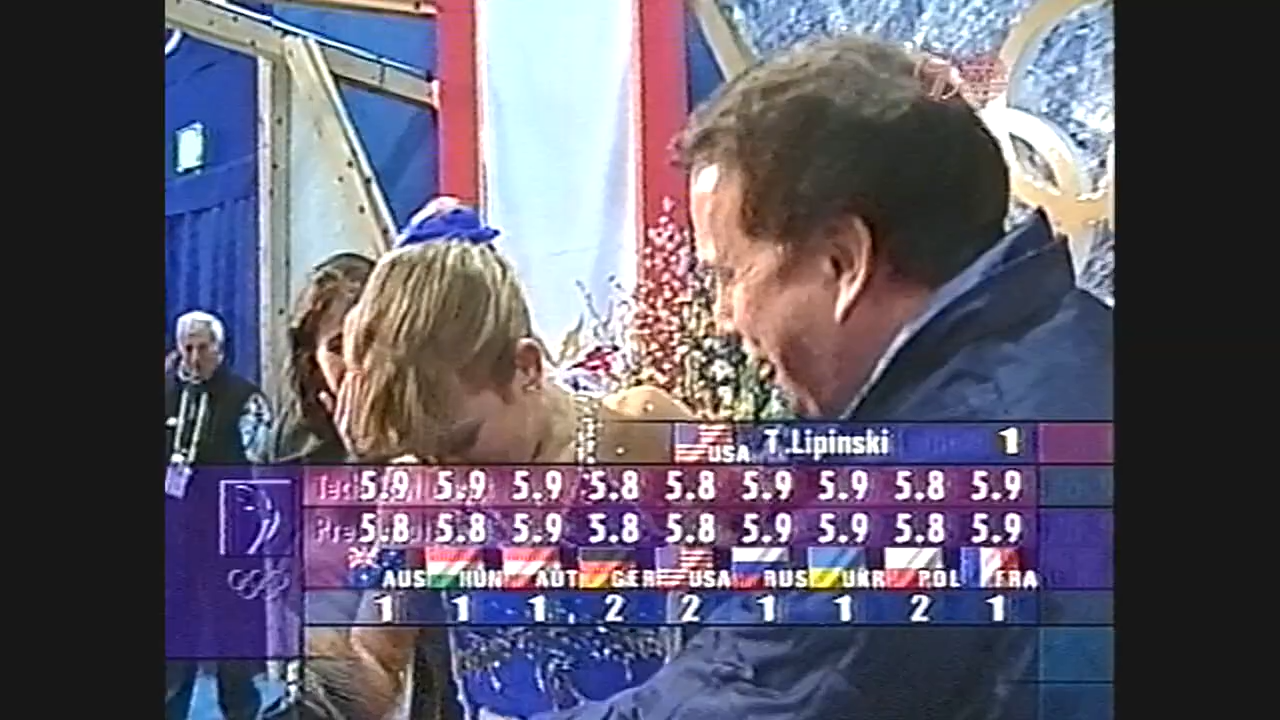 USA T.Lipinski 1
5.9 5.9 5.9 5.8 5.8 5.9 5.9 5.8 5.9
5.8 5.8 5.9 5.8 5.8 5.9 5.9 5.8 5.9
AUS HUN AUT GER USA RUS UKR POL FRA
1 1 1 2 2 1 1 2 1